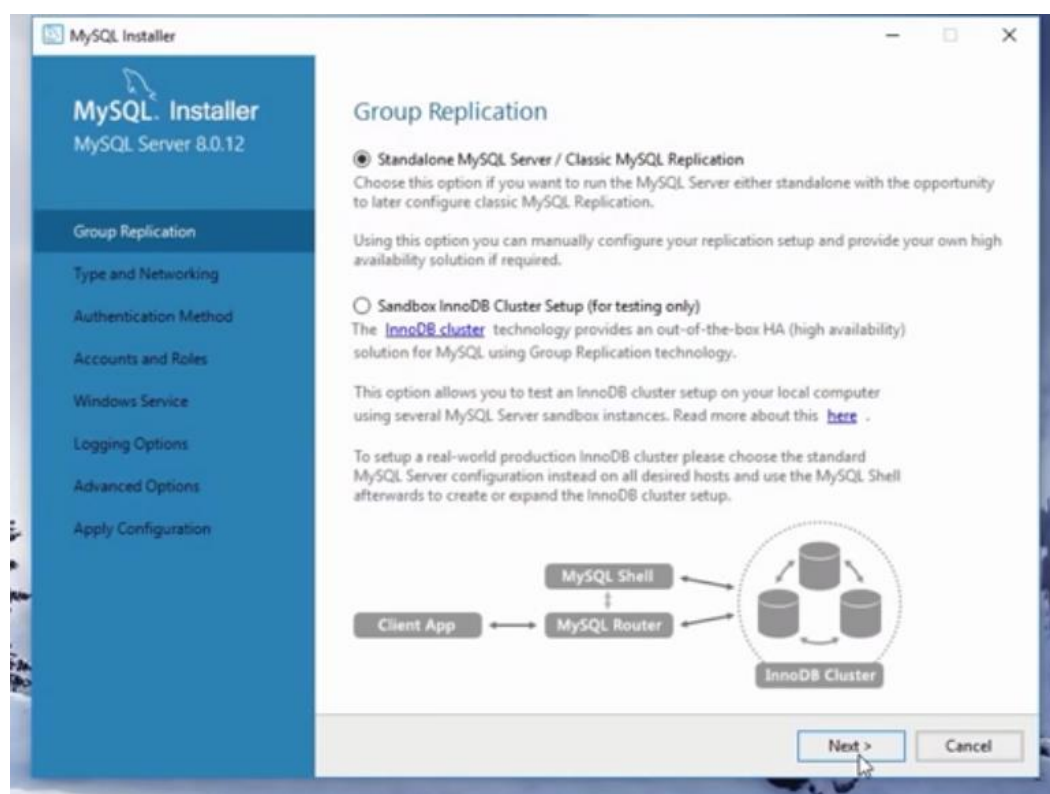 MySQL Installer
MySQL. Installer
MySQL Server 8.0.12
Group Replication
Type and Networking
Authentication Method
Accounts and Roles
Windows Service
Logging Options
Advanced Options
Apply Configuration
Group Replication
Standalone MySQL Server / Classic MySQL Replication
Choose this option if you want to run the MySQL Server either standalone with the opportunity
to later configure classic MySQL Replication.
Using this option you can manually configure your replication setup and provide your own high
availability solution if required.
Sandbox InnoDB Cluster Setup (for testing only)
The InnoDB cluster technology provides an out-of-the-box HA (high availability)
solution for MySQL using Group Replication technology.
This option allows you to test an InnoDB cluster setup on your local computer
using several MySQL Server sandbox instances. Read more about this here .
To setup a real-world production InnoDB cluster please choose the standard
MySQL Server configuration instead on all desired hosts and use the MySQL Shell
afterwards to create or expand the InnoDB cluster setup.
MySQL Shell
Client App
MySQL Router
InnoDB Cluster
Next >
Cancel